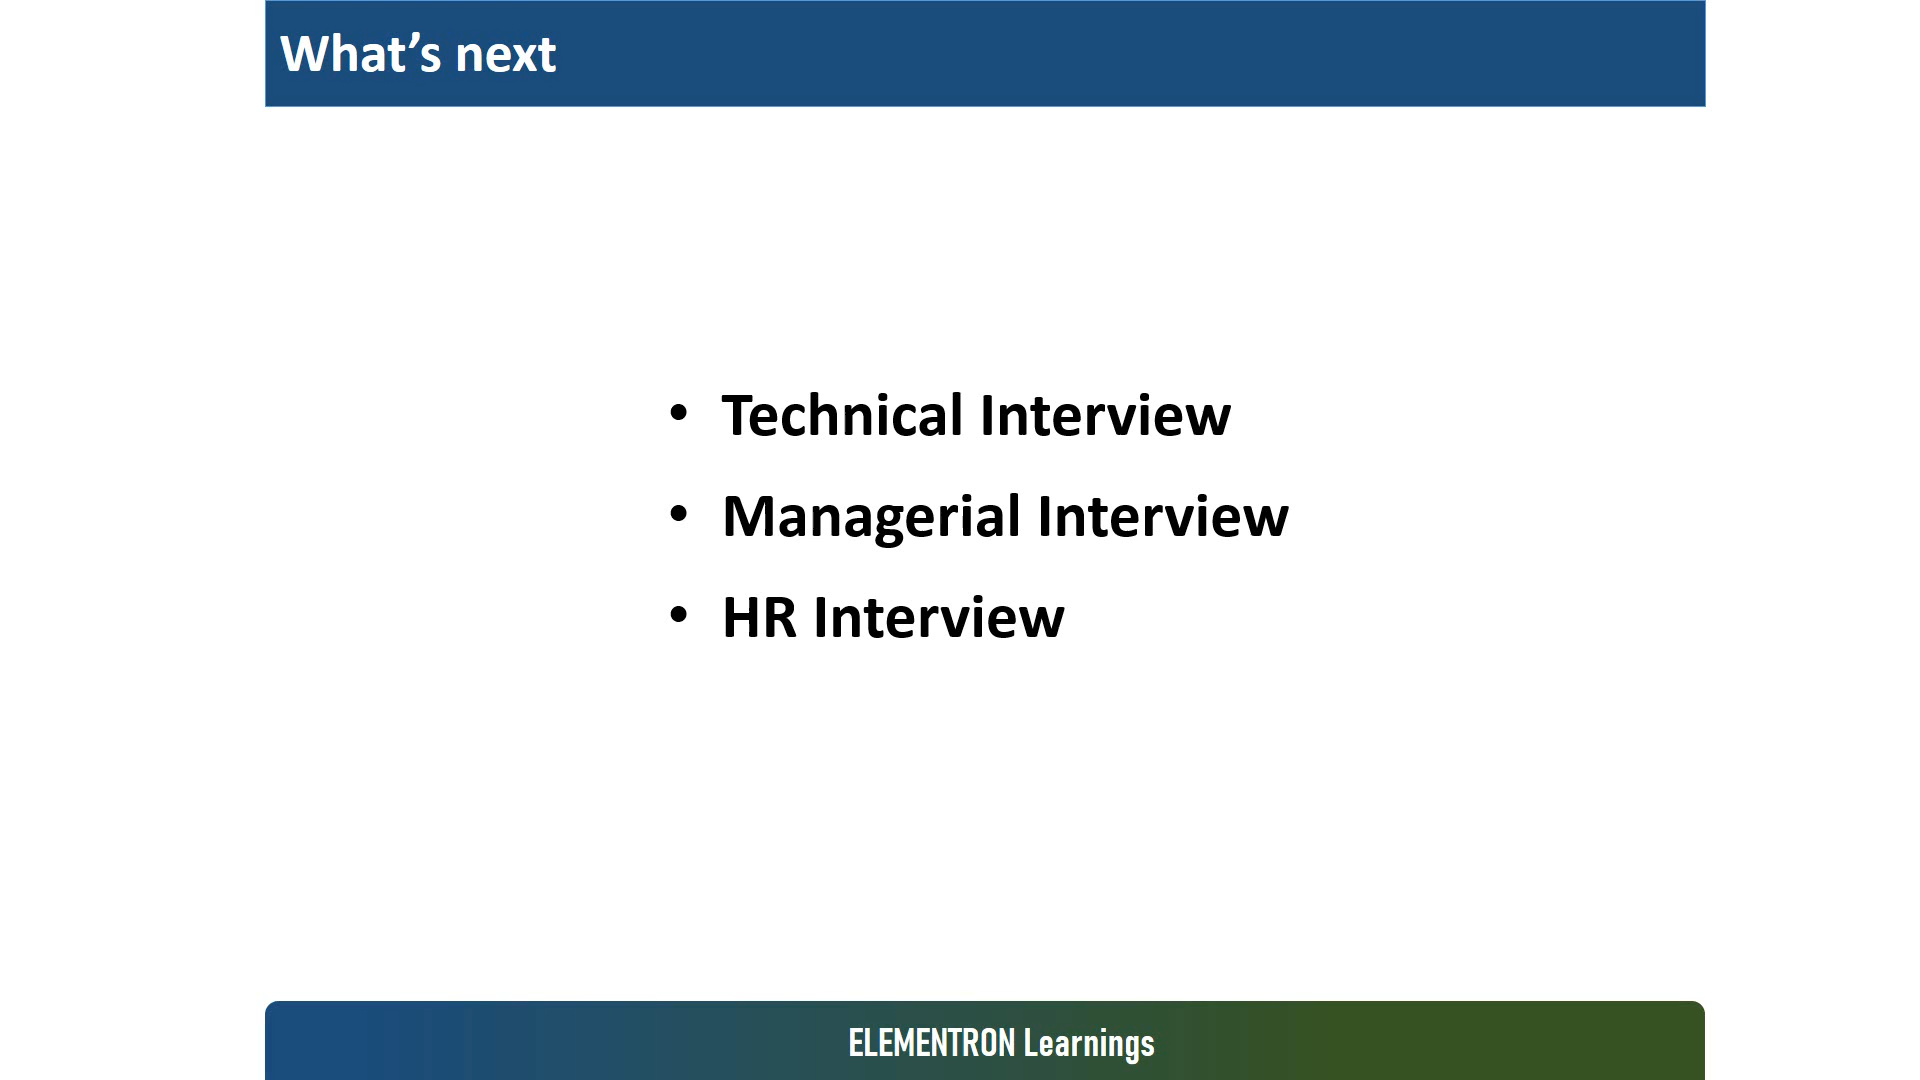 What’s next
• Technical Interview
• Managerial Interview
• HR Interview
ELEMENTRON Learnings